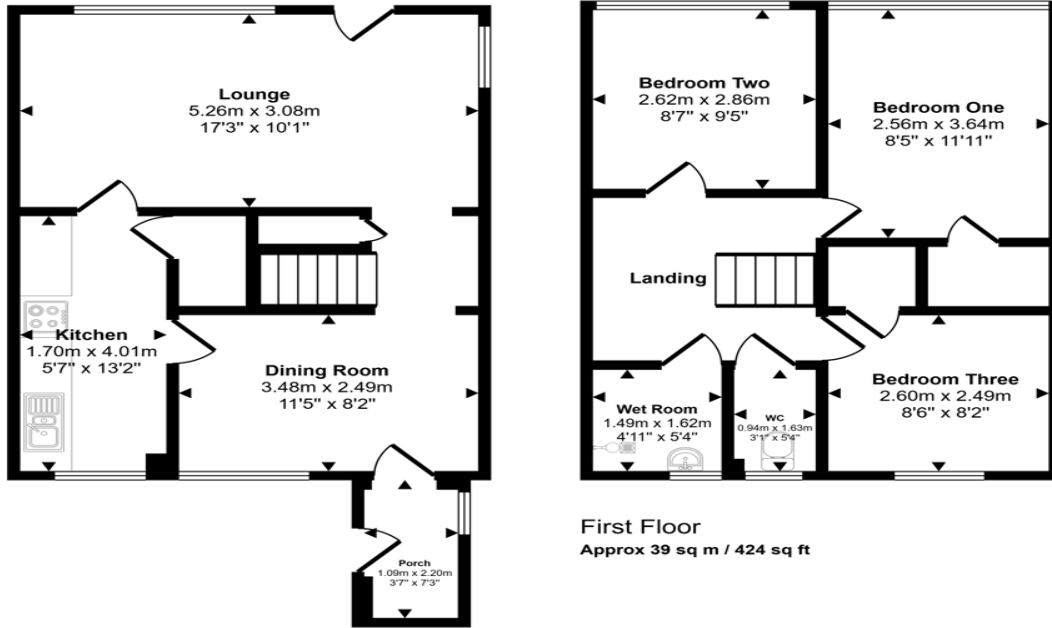 Lounge
5.26m x 3.08m
17'3" x 10'1"
Kitchen
1.70m x 4.01m
5'7" x 13'2"
Dining Room
3.48m x 2.49m
11'5" x 8'2"
Porch
1.09m x 2.20m
3'7" x 7'3"
Bedroom Two
2.62m x 2.86m
8'7" x 9'5"
Bedroom One
2.56m x 3.64m
8'5" x 11'11"
Landing
Wet Room
1.49m x 1.62m
4'11" x 5'4"
WC
0.94m x 1.63m
3'1" x 5'4"
Bedroom Three
2.60m x 2.49m
8'6" x 8'2"
First Floor
Approx 39 sq m / 424 sq ft